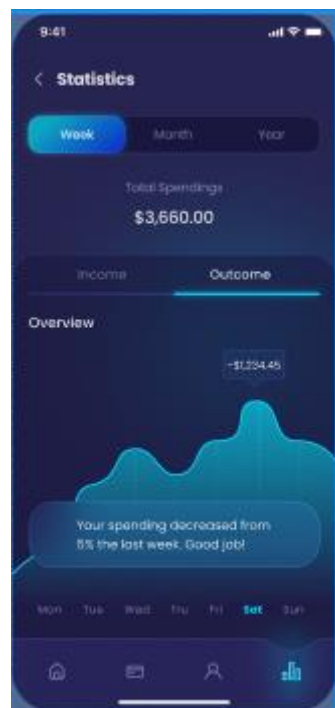 9:41
Statistics
Week Month Year
Total Spendings
$3,660.00
Income Outcome
Overview
-$1,234.45
Your spending decreased from
5% the last week. Good job!
Mon Tue Wed Thu Fri Sat Sun